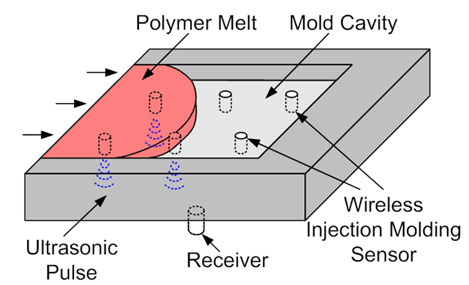 Polymer Melt
Mold Cavity
Wireless
Injection Molding
Sensor
Ultrasonic
Pulse
Receiver